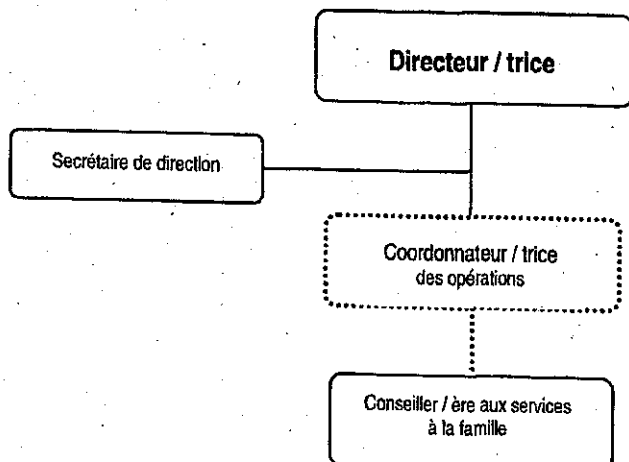 Directeur / trice
Secrétaire de direction
Coordonnateur / trice
des opérations
Conseiller / ère aux services
à la famille